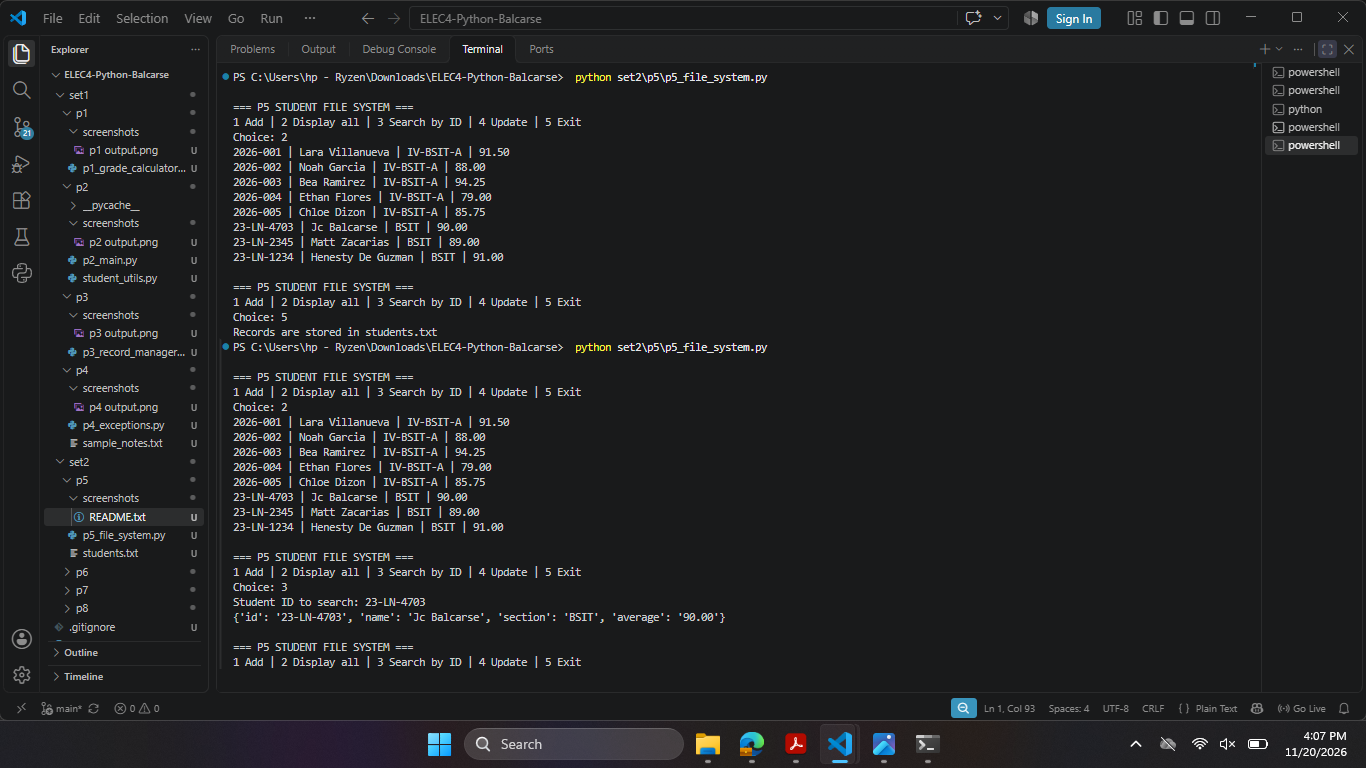 File Edit Selection View Go Run ··· ELEC4-Python-Balcarse Sign In
Explorer ···
ELEC4-Python-Balcarse
set1
p1
screenshots
p1 output.png U
p1_grade_calculator... U
p2
__pycache__
screenshots
p2 output.png U
p2_main.py U
student_utils.py U
p3
screenshots
p3 output.png U
p3_record_manager... U
p4
screenshots
p4 output.png U
p4_exceptions.py U
sample_notes.txt U
set2
p5
screenshots
README.txt U
p5_file_system.py U
students.txt U
p6
p7
p8
.gitignore U
Outline
Timeline
21
Problems Output Debug Console Terminal Ports
PS C:\Users\hp - Ryzen\Downloads\ELEC4-Python-Balcarse> python set2\p5\p5_file_system.py
=== P5 STUDENT FILE SYSTEM ===
1 Add | 2 Display all | 3 Search by ID | 4 Update | 5 Exit
Choice: 2
2026-001 | Lara Villanueva | IV-BSIT-A | 91.50
2026-002 | Noah Garcia | IV-BSIT-A | 88.00
2026-003 | Bea Ramirez | IV-BSIT-A | 94.25
2026-004 | Ethan Flores | IV-BSIT-A | 79.00
2026-005 | Chloe Dizon | IV-BSIT-A | 85.75
23-LN-4703 | Jc Balcarse | BSIT | 90.00
23-LN-2345 | Matt Zacarias | BSIT | 89.00
23-LN-1234 | Henesty De Guzman | BSIT | 91.00
=== P5 STUDENT FILE SYSTEM ===
1 Add | 2 Display all | 3 Search by ID | 4 Update | 5 Exit
Choice: 5
Records are stored in students.txt
PS C:\Users\hp - Ryzen\Downloads\ELEC4-Python-Balcarse> python set2\p5\p5_file_system.py
=== P5 STUDENT FILE SYSTEM ===
1 Add | 2 Display all | 3 Search by ID | 4 Update | 5 Exit
Choice: 2
2026-001 | Lara Villanueva | IV-BSIT-A | 91.50
2026-002 | Noah Garcia | IV-BSIT-A | 88.00
2026-003 | Bea Ramirez | IV-BSIT-A | 94.25
2026-004 | Ethan Flores | IV-BSIT-A | 79.00
2026-005 | Chloe Dizon | IV-BSIT-A | 85.75
23-LN-4703 | Jc Balcarse | BSIT | 90.00
23-LN-2345 | Matt Zacarias | BSIT | 89.00
23-LN-1234 | Henesty De Guzman | BSIT | 91.00
=== P5 STUDENT FILE SYSTEM ===
1 Add | 2 Display all | 3 Search by ID | 4 Update | 5 Exit
Choice: 3
Student ID to search: 23-LN-4703
{'id': '23-LN-4703', 'name': 'Jc Balcarse', 'section': 'BSIT', 'average': '90.00'}
=== P5 STUDENT FILE SYSTEM ===
1 Add | 2 Display all | 3 Search by ID | 4 Update | 5 Exit
powershell
powershell
python
powershell
powershell
main* 0 0 Ln 1, Col 93 Spaces: 4 UTF-8 CRLF { } Plain Text Go Live
Search
4:07 PM
11/20/2026